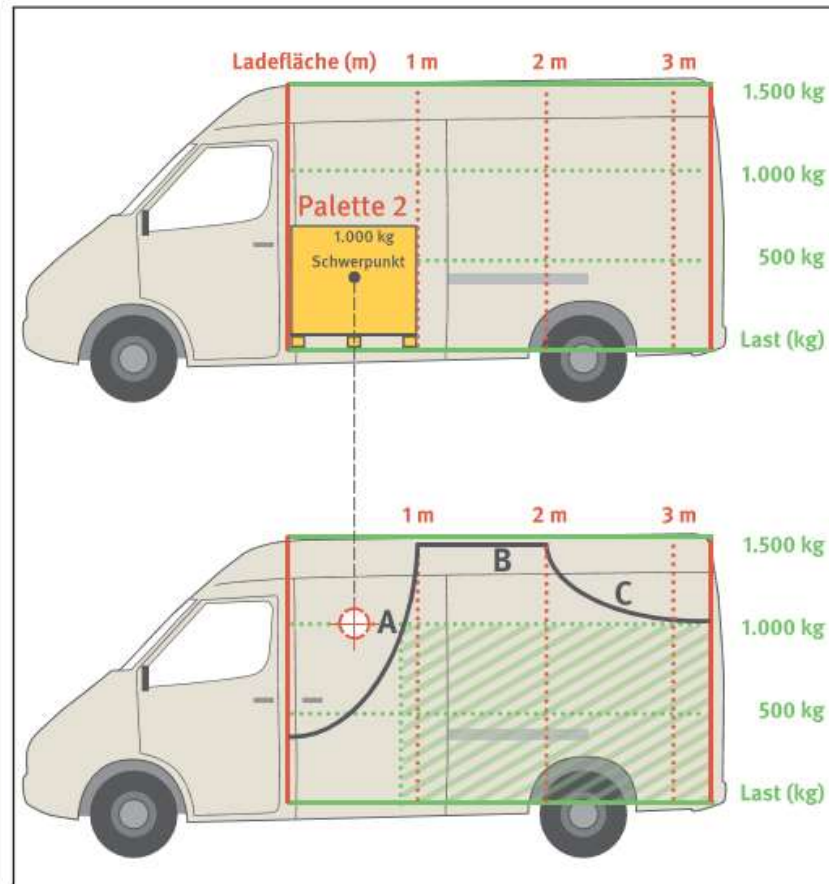 Ladefläche (m) 1 m 2 m 3 m
1.500 kg
1.000 kg
Palette 2
1.000 kg
Schwerpunkt
500 kg
Last (kg)
1 m 2 m 3 m
1.500 kg
B
C
A
1.000 kg
500 kg
Last (kg)